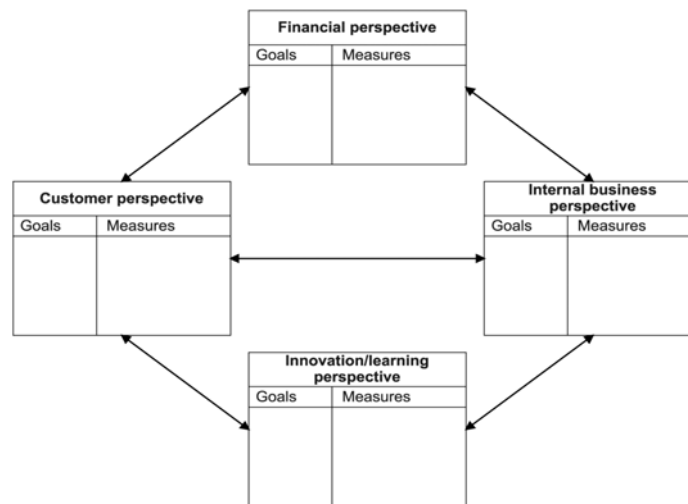 Financial perspective
Goals Measures
Customer perspective
Goals Measures
Internal business
perspective
Goals Measures
Innovation/learning
perspective
Goals Measures